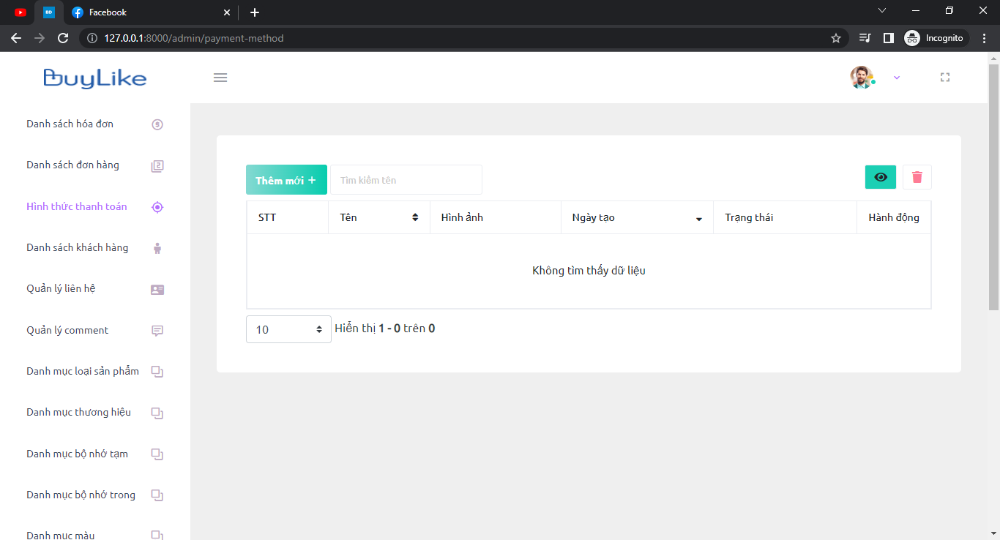 BD
Facebook
127.0.0.1:8000/admin/payment-method
Incognito
BuyLike
Danh sách hóa đơn
Danh sách đơn hàng
Hình thức thanh toán
Danh sách khách hàng
Quản lý liên hệ
Quản lý comment
Danh mục loại sản phẩm
Danh mục thương hiệu
Danh mục bộ nhớ tạm
Danh mục bộ nhớ trong
Danh mục màu
Thêm mới +
Tìm kiếm tên
STT Tên Hình ảnh Ngày tạo Trạng thái Hành động
Không tìm thấy dữ liệu
10 Hiển thị 1 - 0 trên 0